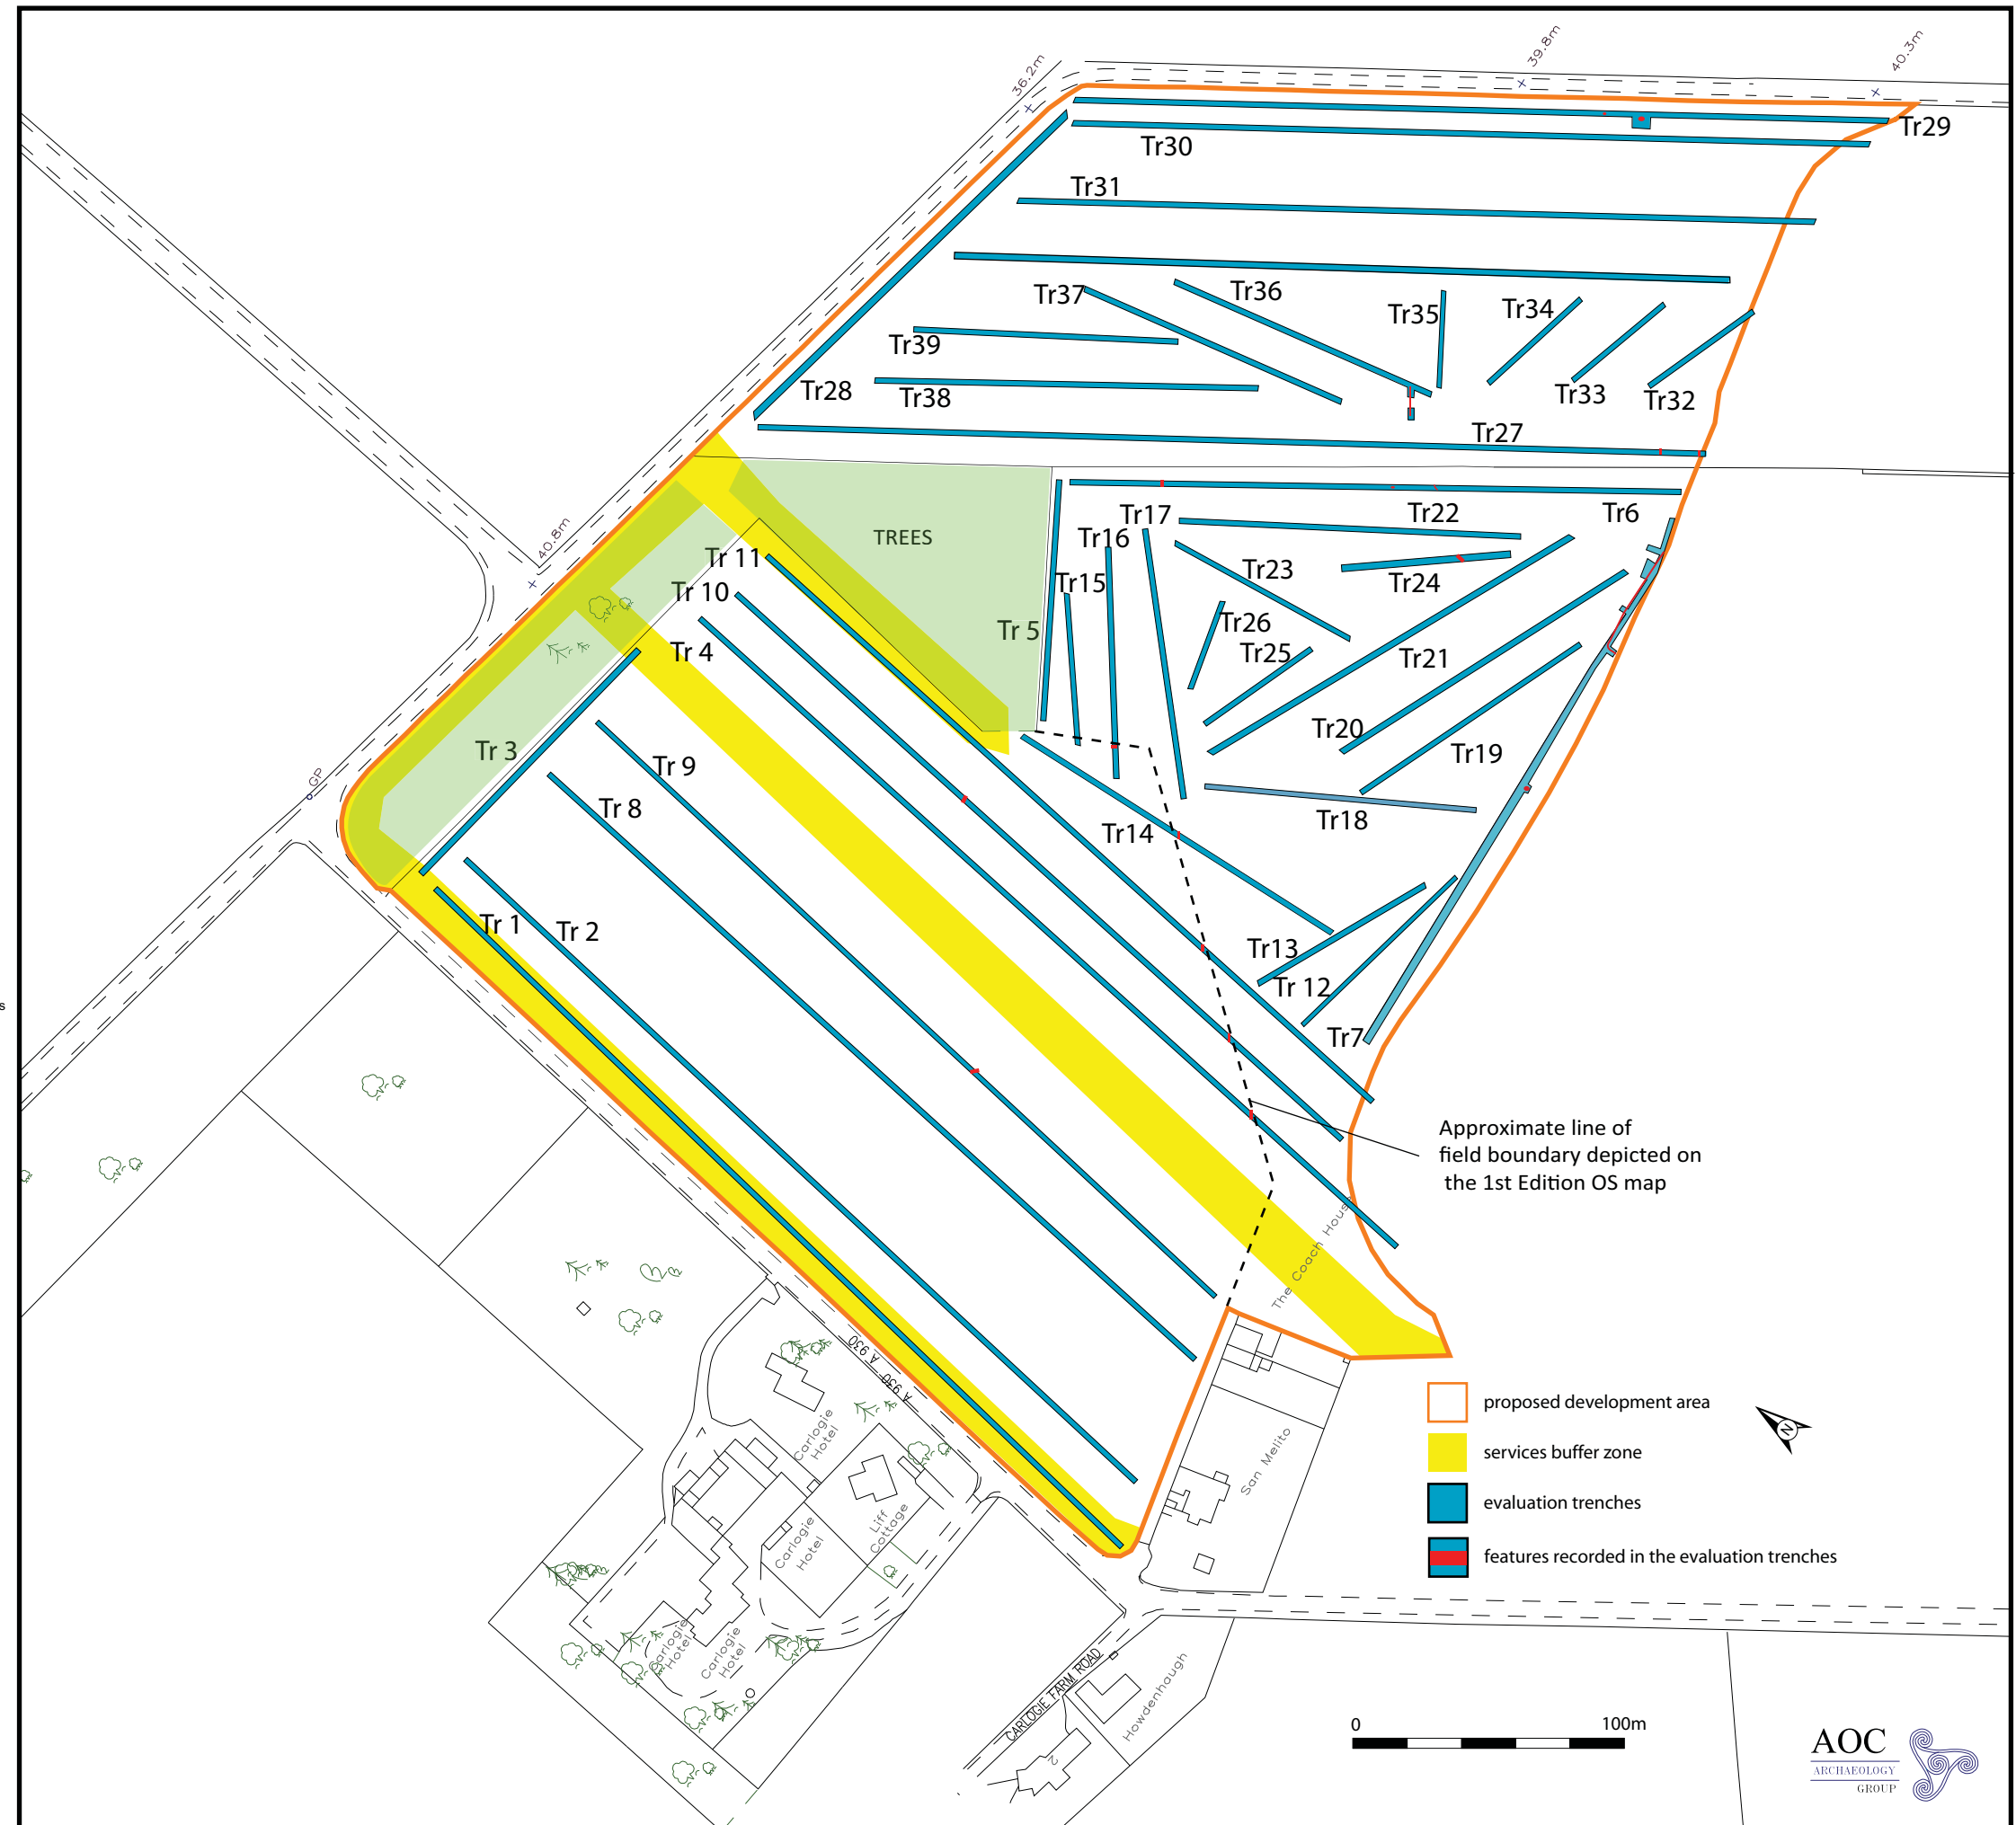 36.2m
39.8m
40.3m
Tr29
Tr30
Tr31
Tr37
Tr36
Tr35
Tr34
Tr39
Tr33
Tr32
Tr28
Tr38
Tr27
40.8m
TREES
Tr 11
Tr 10
Tr 4
Tr17
Tr16
Tr15
Tr 5
Tr22
Tr6
Tr23
Tr24
Tr26
Tr25
Tr21
Tr20
Tr19
Tr18
Tr14
Tr 3
GP
Tr 9
Tr 8
Tr 1
Tr 2
Tr13
Tr 12
Tr7
s
Approximate line of
field boundary depicted on
the 1st Edition OS map
The Coach House
A 930
A 930
Carlogie
Hotel
Carlogie
Hotel
Liff
Cottage
Carlogie
Hotel
Carlogie
Hotel
San Melito
CARLOGIE FARM ROAD
Howdenhaugh
2
proposed development area
services buffer zone
evaluation trenches
features recorded in the evaluation trenches
N
0
100m
AOC
ARCHAEOLOGY
GROUP